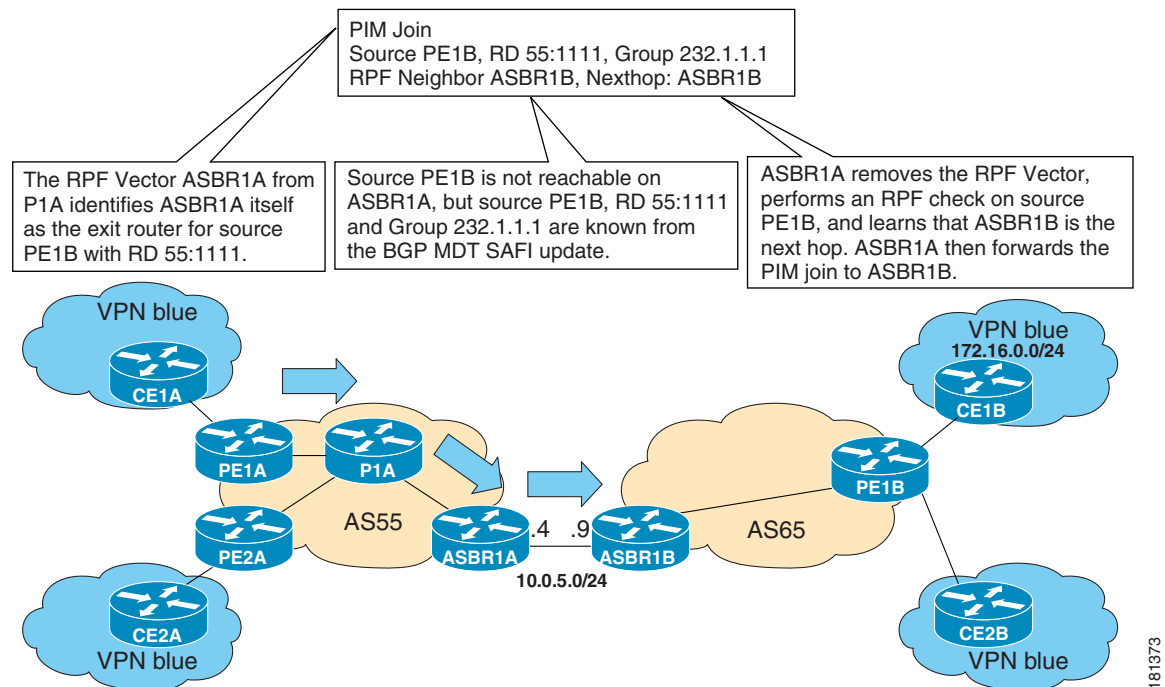 PIM Join
Source PE1B, RD 55:1111, Group 232.1.1.1
RPF Neighbor ASBR1B, Nexthop: ASBR1B
The RPF Vector ASBR1A from
P1A identifies ASBR1A itself
as the exit router for source
PE1B with RD 55:1111.
Source PE1B is not reachable on
ASBR1A, but source PE1B, RD 55:1111
and Group 232.1.1.1 are known from
the BGP MDT SAFI update.
ASBR1A removes the RPF Vector,
performs an RPF check on source
PE1B, and learns that ASBR1B is the
next hop. ASBR1A then forwards the
PIM join to ASBR1B.
VPN blue
CE1A
VPN blue
172.16.0.0/24
CE1B
PE1A
P1A
PE1B
PE2A
AS55
ASBR1A
.4
.9
ASBR1B
AS65
10.0.5.0/24
CE2A
VPN blue
CE2B
VPN blue
181373